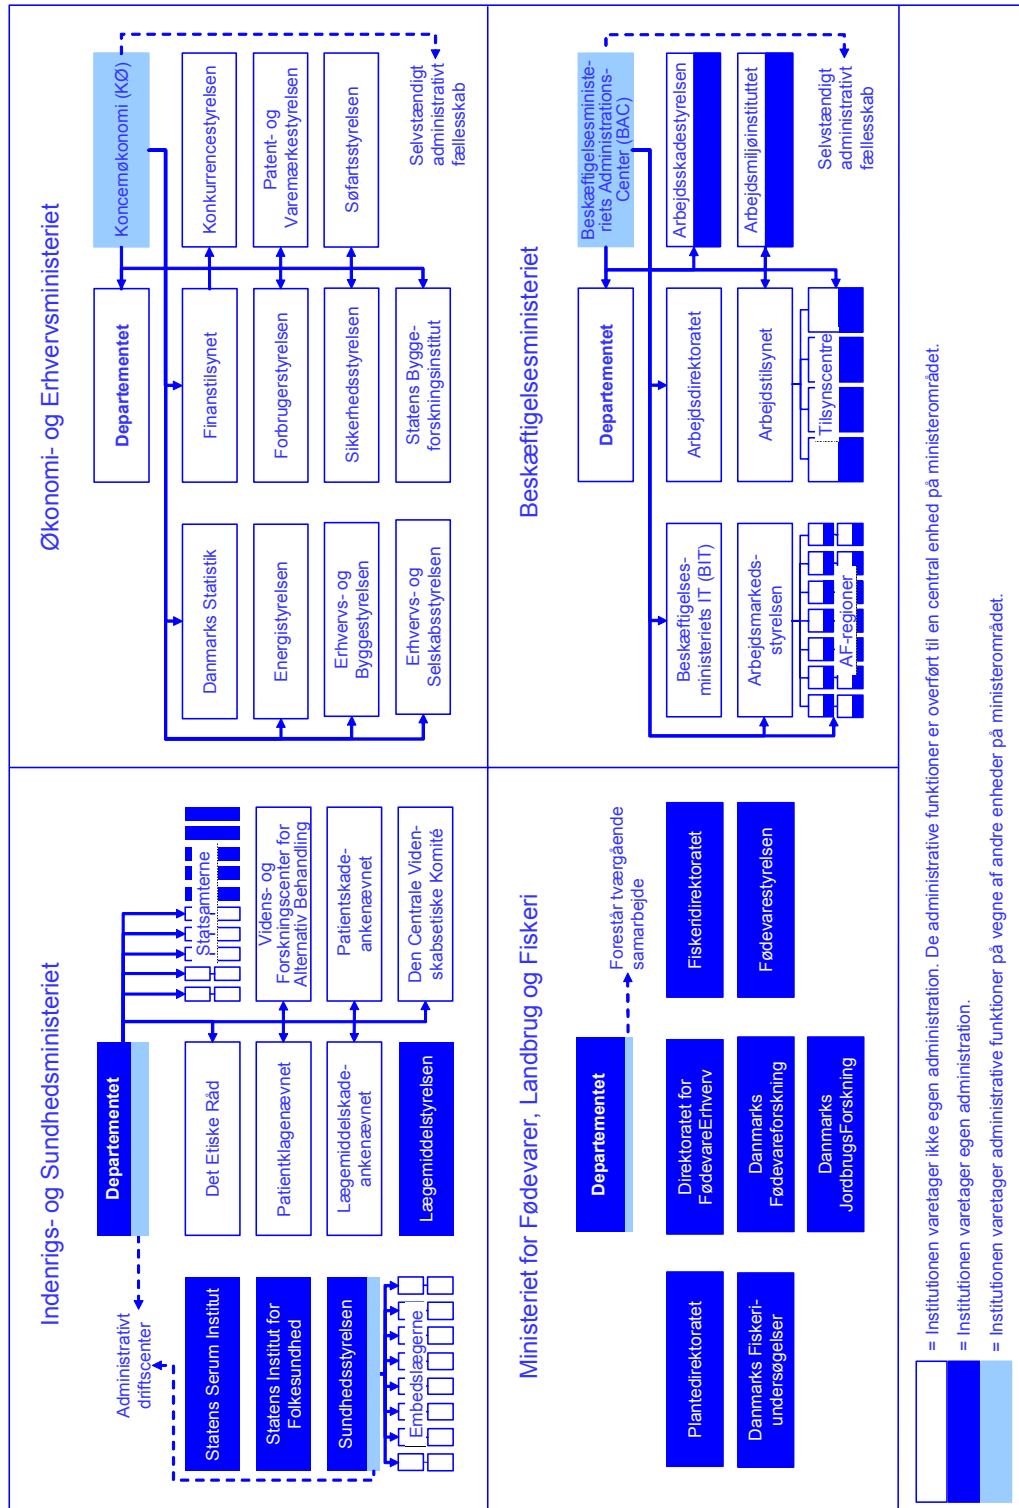 Indenrigs- og Sundhedsministeriet
Administrativt
driftscenter
Departementet
Statsamterne
Statens Serum Institut
Det Etiske Råd
Videns- og
Forskningscenter for
Alternativ Behandling
Statens Institut for
Folkesundhed
Patientklagenævnet
Patientskade-
ankenævnet
Sundhedsstyrelsen
Lægemiddelskade-
ankenævnet
Den Centrale Viden-
skabsetiske Komité
Embedslægerne
Lægemiddelstyrelsen
Økonomi- og Erhvervsministeriet
Departementet
Koncernøkonomi (KØ)
Danmarks Statistik
Finanstilsynet
Konkurrencestyrelsen
Energistyrelsen
Forbrugerstyrelsen
Patent- og
Varemærkestyrelsen
Erhvervs- og
Byggestyrelsen
Sikkerhedsstyrelsen
Søfartsstyrelsen
Erhvervs- og
Selskabsstyrelsen
Statens Bygge-
forskningsinstitut
Selvstændigt
administrativt
fællesskab
Ministeriet for Fødevarer, Landbrug og Fiskeri
Departementet
Forestår tværgående
samarbejde
Plantedirektoratet
Direktoratet for
FødevareErhverv
Fiskeridirektoratet
Danmarks Fiskeri-
undersøgelser
Danmarks
Fødevareforskning
Fødevarestyrelsen
Danmarks
JordbrugsForskning
Beskæftigelsesministeriet
Departementet
Beskæftigelsesministe-
riets Administrations-
Center (BAC)
Beskæftigelses-
ministeriets IT (BIT)
Arbejdsdirektoratet
Arbejdsskadestyrelsen
Arbejdsmarkeds-
styrelsen
Arbejdstilsynet
Arbejdsmiljøinstituttet
AF-regioner
Tilsynscentre
Selvstændigt
administrativt
fællesskab
= Institutionen varetager ikke egen administration. De administrative funktioner er overført til en central enhed på ministerområdet.
= Institutionen varetager egen administration.
= Institutionen varetager administrative funktioner på vegne af andre enheder på ministerområdet.